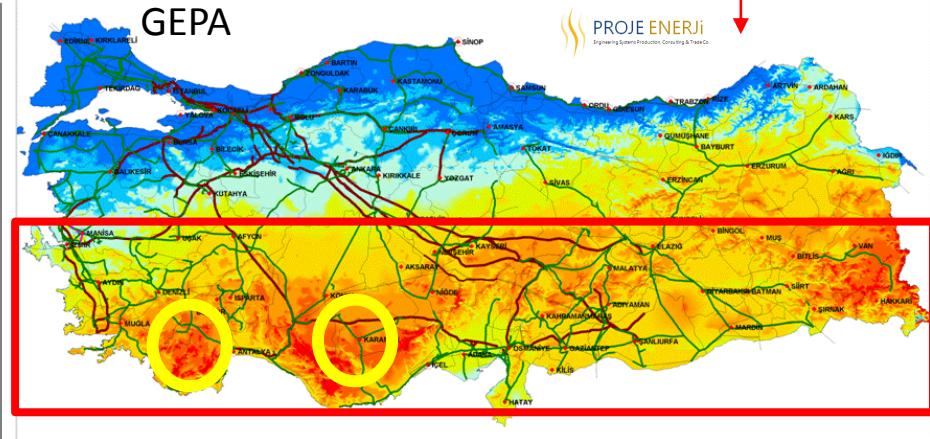 GEPA
PROJE ENERJi
Engineering Systems Production, Consulting & Trade Co.
EDİRNE
KIRKLARELİ
SİNOP
BARTIN
ZONGULDAK
KASTAMONU
TEKİRDAĞ
İSTANBUL
KARABÜK
SAMSUN
ARTVİN
ARDAHAN
ORDU
GİRESUN
TRABZON
RİZE
YALOVA
KOCAELİ
BOLU
KARS
ÇANAKKALE
ÇANKIRI
ÇORUM
AMASYA
BURSA
BİLECİK
TOKAT
GÜMÜŞHANE
BAYBURT
IĞDIR
BALIKESİR
ESKİŞEHİR
ANKARA
KIRIKKALE
YOZGAT
SİVAS
ERZİNCAN
ERZURUM
AĞRI
KÜTAHYA
MANİSA
UŞAK
AFYON
BİNGÖL
MUŞ
VAN
İZMİR
NEVŞEHİR
KAYSERİ
ELAZIĞ
BİTLİS
AKSARAY
MALATYA
AYDIN
DENİZLİ
ISPARTA
NİĞDE
DİYARBAKIR
BATMAN
SİİRT
HAKKARİ
ADIYAMAN
ŞIRNAK
MUĞLA
KAHRAMANMARAŞ
MARDİN
ANTALYA
İÇEL
ADANA
OSMANİYE
GAZİANTEP
ŞANLIURFA
KİLİS
HATAY